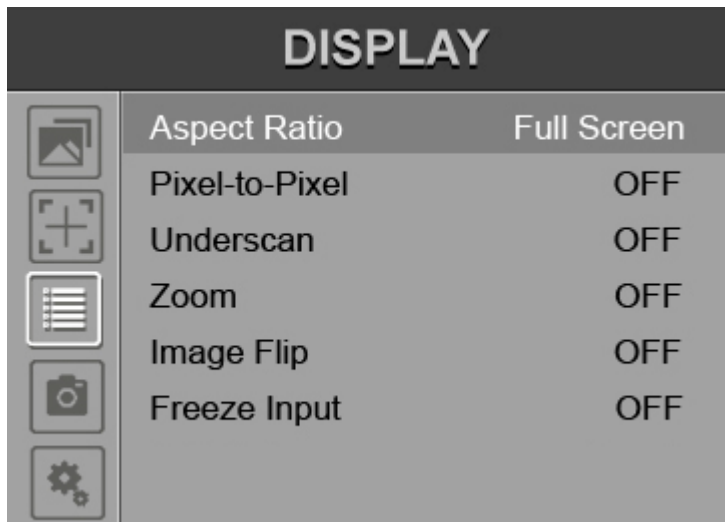 DISPLAY
Aspect Ratio Full Screen
Pixel-to-Pixel OFF
Underscan OFF
Zoom OFF
Image Flip OFF
Freeze Input OFF